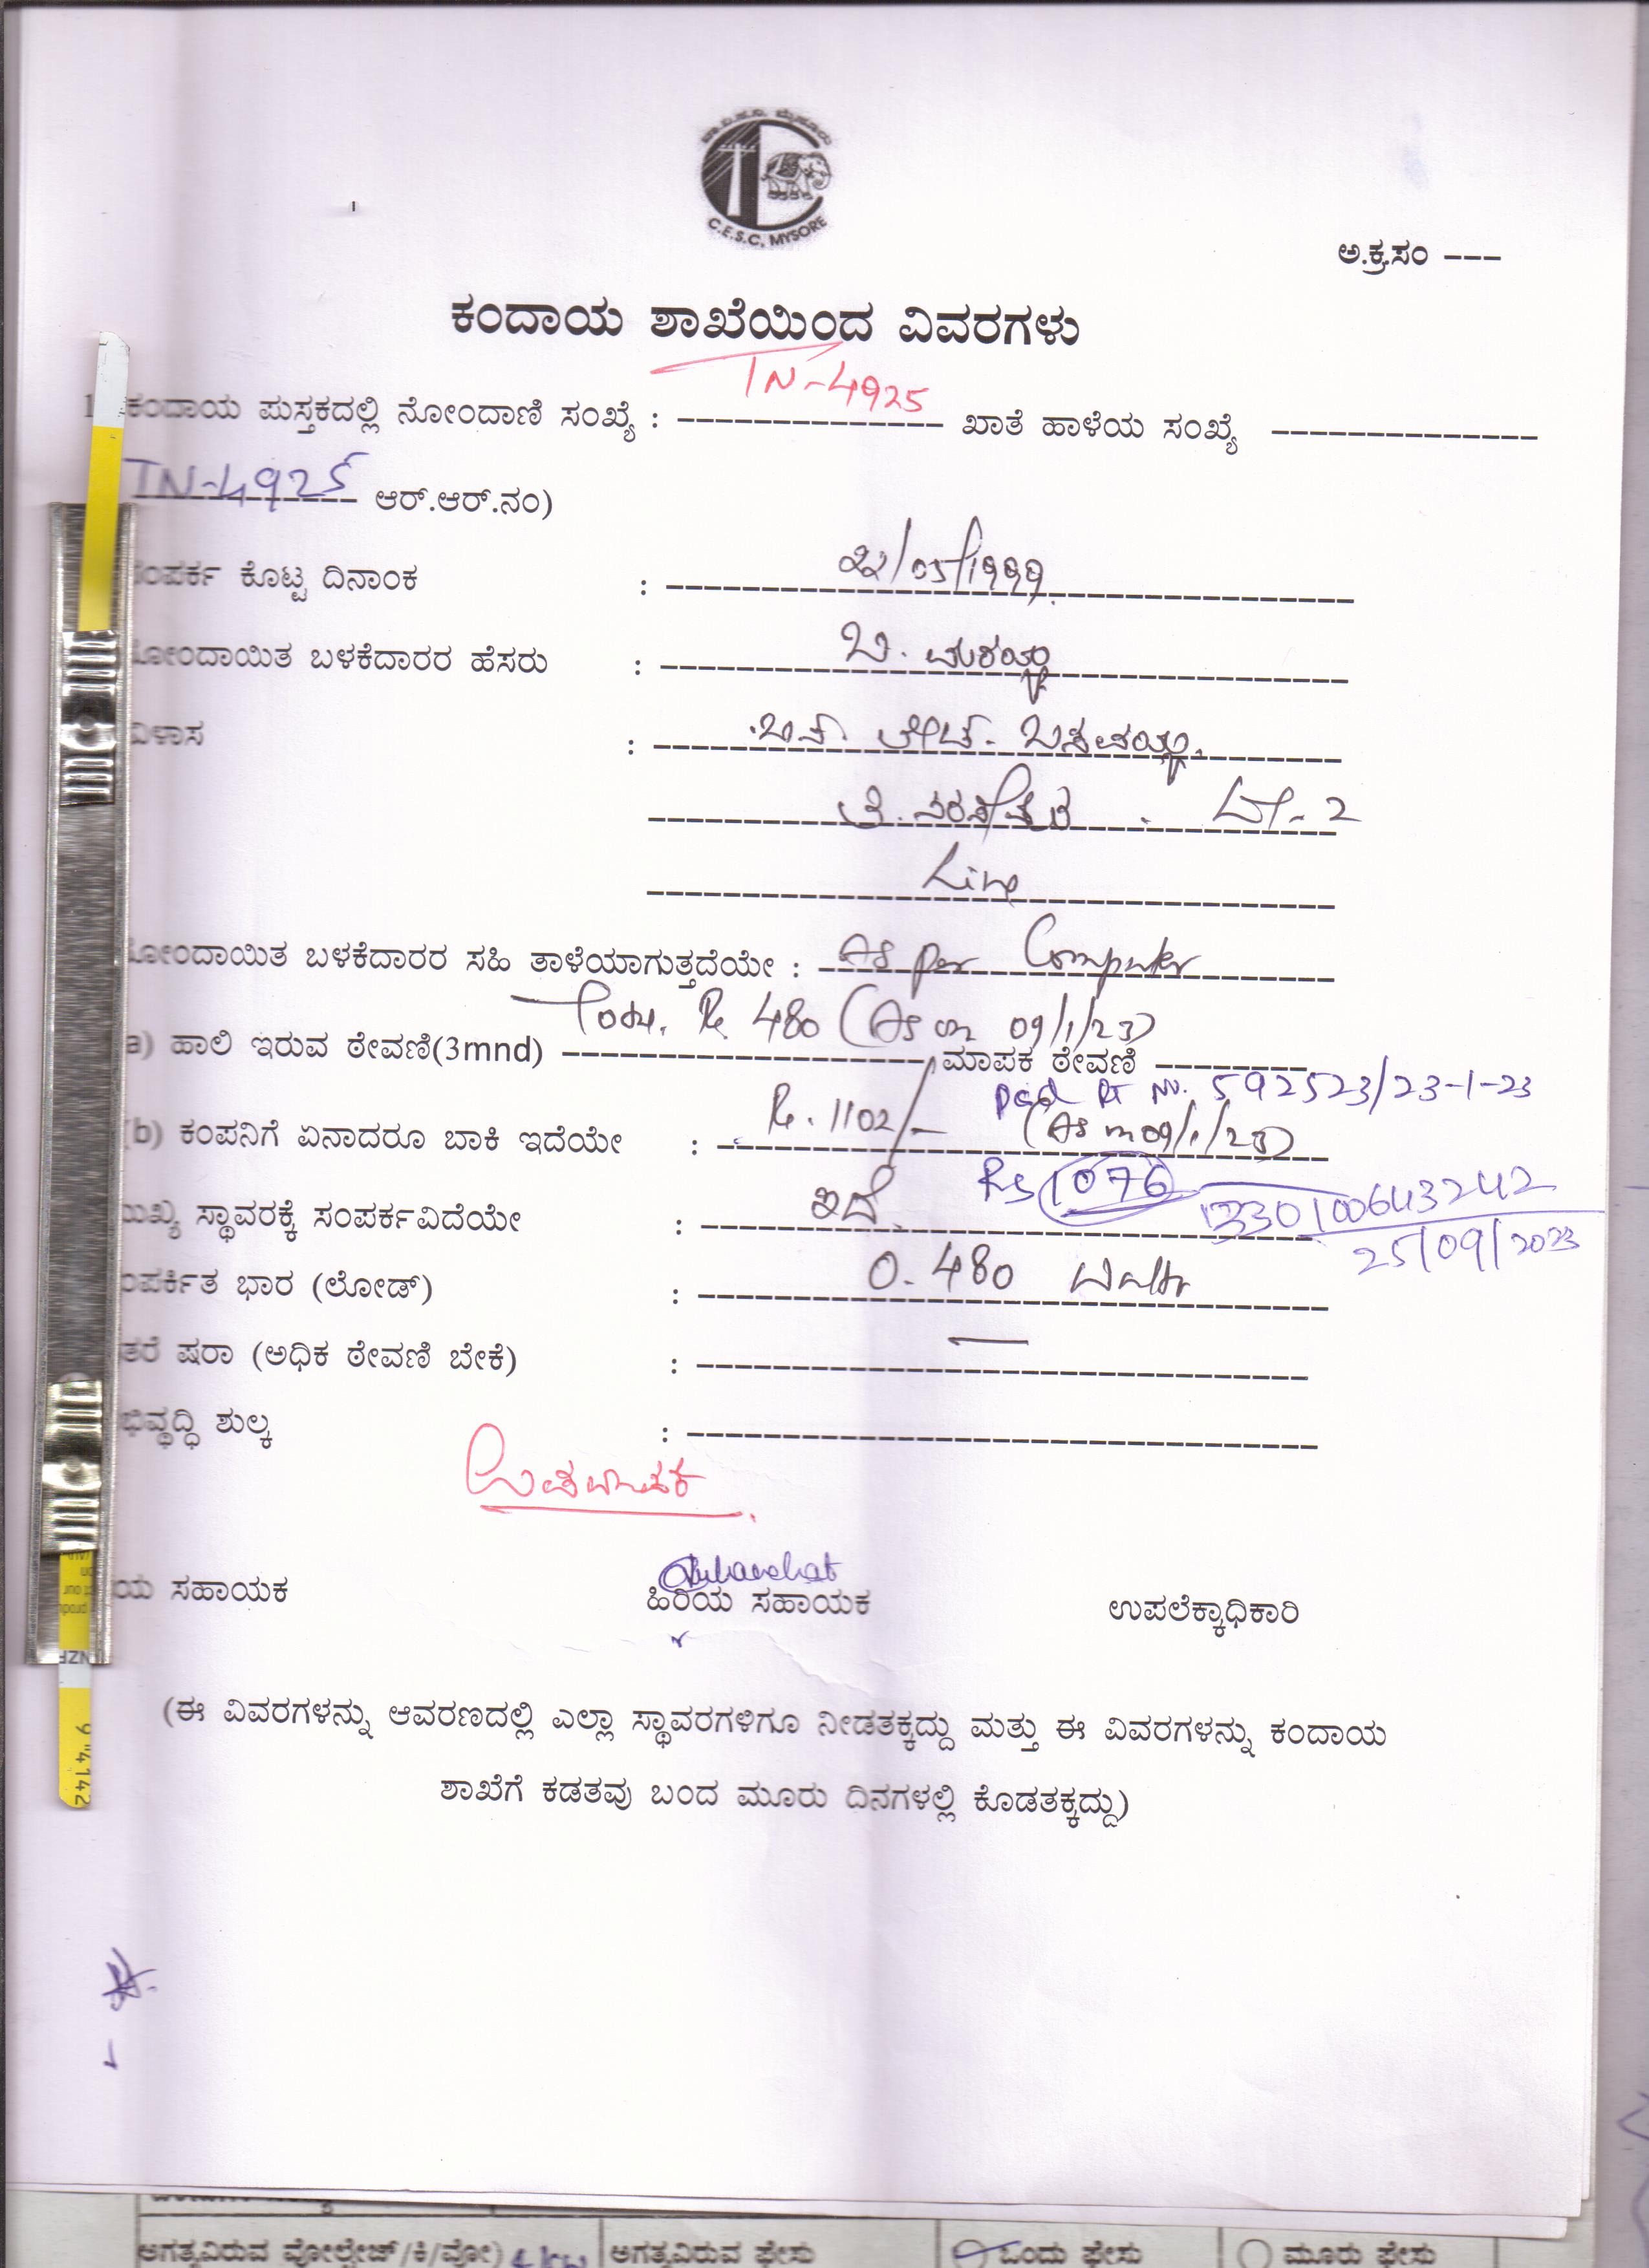 C.E.S.C, MYSORE
ಅ.ಕ್ರ.ಸಂ ---
ಕಂದಾಯ ಶಾಖೆಯಿಂದ ವಿವರಗಳು
TN-4925
1 ಕಂದಾಯ ಪುಸ್ತಕದಲ್ಲಿ ನೋಂದಾಣಿ ಸಂಖ್ಯೆ : -------------- ಖಾತೆ ಹಾಳೆಯ ಸಂಖ್ಯೆ --------------
TN-4925 ಆರ್.ಆರ್.ನಂ)
ಸಂಪರ್ಕ ಕೊಟ್ಟ ದಿನಾಂಕ : /05/1999
ನೋಂದಾಯಿತ ಬಳಕೆದಾರರ ಹೆಸರು : ಬಿ.
ವಿಳಾಸ : ಲೇಟ್. ಬಸವಯ್ಯ,
ತಿ. ನರಸೀಪುರ
Line
ನೋಂದಾಯಿತ ಬಳಕೆದಾರರ ಸಹಿ ತಾಳೆಯಾಗುತ್ತದೆಯೇ : As per Computer
Rs 480 (As on 09/1/23)
a) ಹಾಲಿ ಇರುವ ಠೇವಣಿ(3mnd) -------------------- ಮಾಪಕ ಠೇವಣಿ --------
Paid Rt No. 592523/23-1-23
(b) ಕಂಪನಿಗೆ ಏನಾದರೂ ಬಾಕಿ ಇದೆಯೇ : Rs. 1102/- (As on 09/1/23)
Rs 1076 1330100643242
ಮುಖ್ಯ ಸ್ಥಾವರಕ್ಕೆ ಸಂಪರ್ಕವಿದೆಯೇ : ಇದೆ.
25/09/2023
ಸಂಪರ್ಕಿತ ಭಾರ (ಲೋಡ್) : 0.480 Watts
ಇತರೆ ಷರಾ (ಅಧಿಕ ಠೇವಣಿ ಬೇಕೆ) : —
ಭಿವೃದ್ಧಿ ಶುಲ್ಕ :
ಯ ಸಹಾಯಕ ಹಿರಿಯ ಸಹಾಯಕ ಉಪಲೆಕ್ಕಾಧಿಕಾರಿ
(ಈ ವಿವರಗಳನ್ನು ಆವರಣದಲ್ಲಿ ಎಲ್ಲಾ ಸ್ಥಾವರಗಳಿಗೂ ನೀಡತಕ್ಕದ್ದು ಮತ್ತು ಈ ವಿವರಗಳನ್ನು ಕಂದಾಯ
ಶಾಖೆಗೆ ಕಡತವು ಬಂದ ಮೂರು ದಿನಗಳಲ್ಲಿ ಕೊಡತಕ್ಕದ್ದು)
ಅಗತ್ಯವಿರುವ ವೋಲ್ಟೇಜ್/ಕಿ/ವೋ) ಅಗತ್ಯವಿರುವ ಫೇಸು ಒಂದು ಫೇಸು ಮೂರು ಫೇಸು